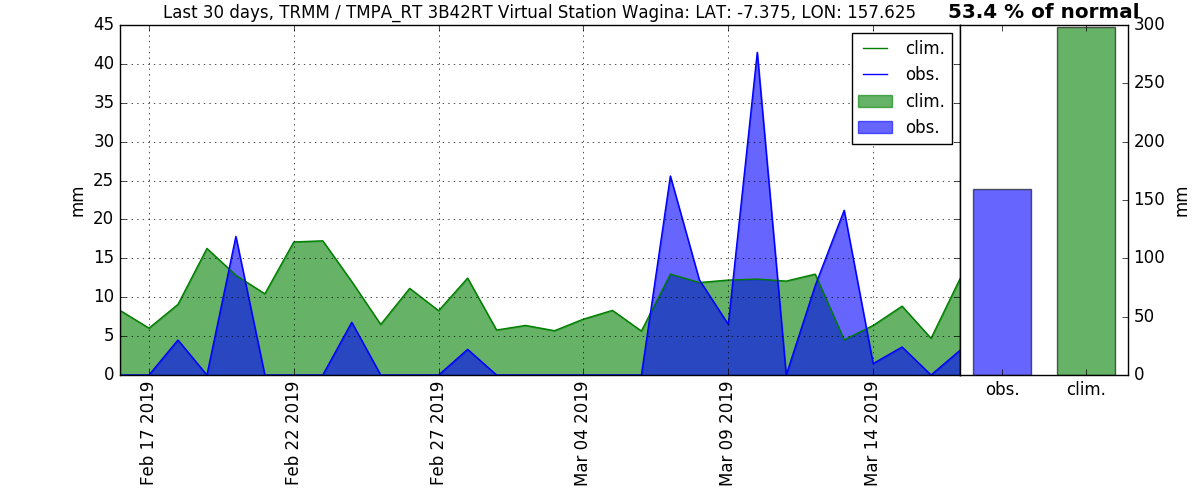 Last 30 days, TRMM / TMPA_RT 3B42RT Virtual Station Wagina: LAT: -7.375, LON: 157.625
53.4 % of normal
45
40
35
30
25
20
15
10
5
0
mm
clim.
obs.
clim.
obs.
300
250
200
150
100
50
0
mm
obs.
clim.
Feb 17 2019
Feb 22 2019
Feb 27 2019
Mar 04 2019
Mar 09 2019
Mar 14 2019